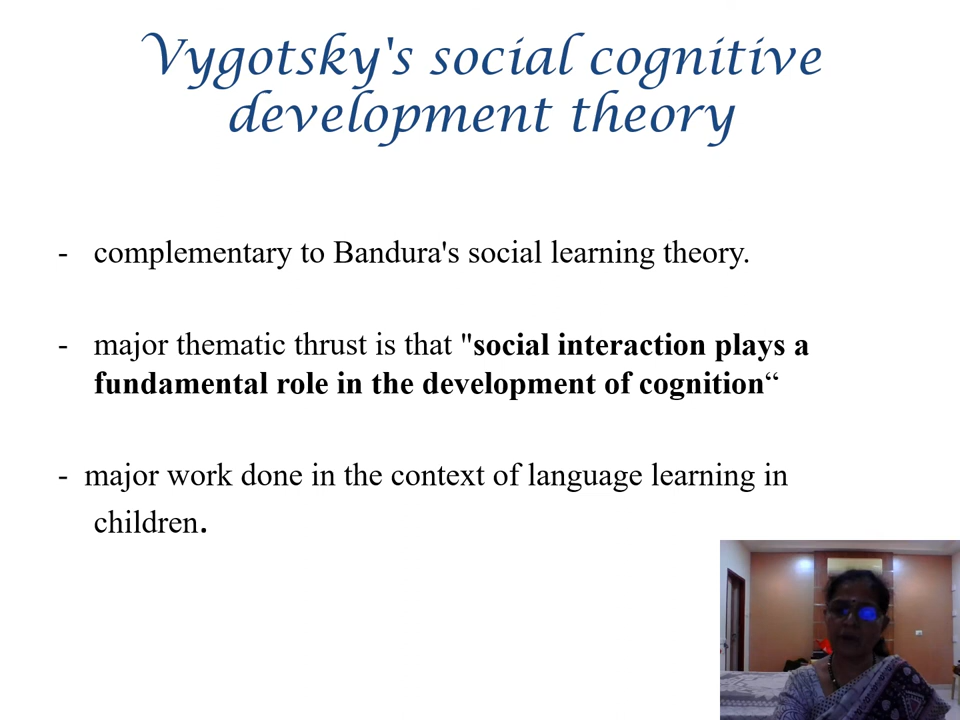 Vygotsky's social cognitive
development theory
- complementary to Bandura's social learning theory.
- major thematic thrust is that "social interaction plays a
fundamental role in the development of cognition“
- major work done in the context of language learning in
children.